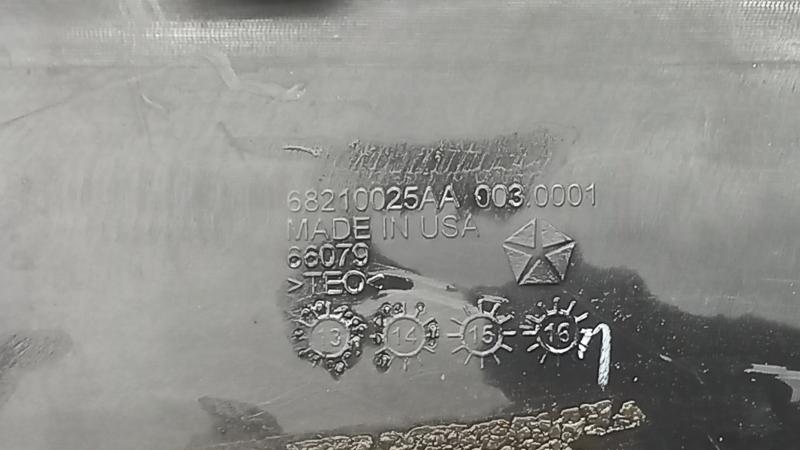 68210025AA 003.0001
MADE IN USA
66079
>TEO<
13 14 15 16